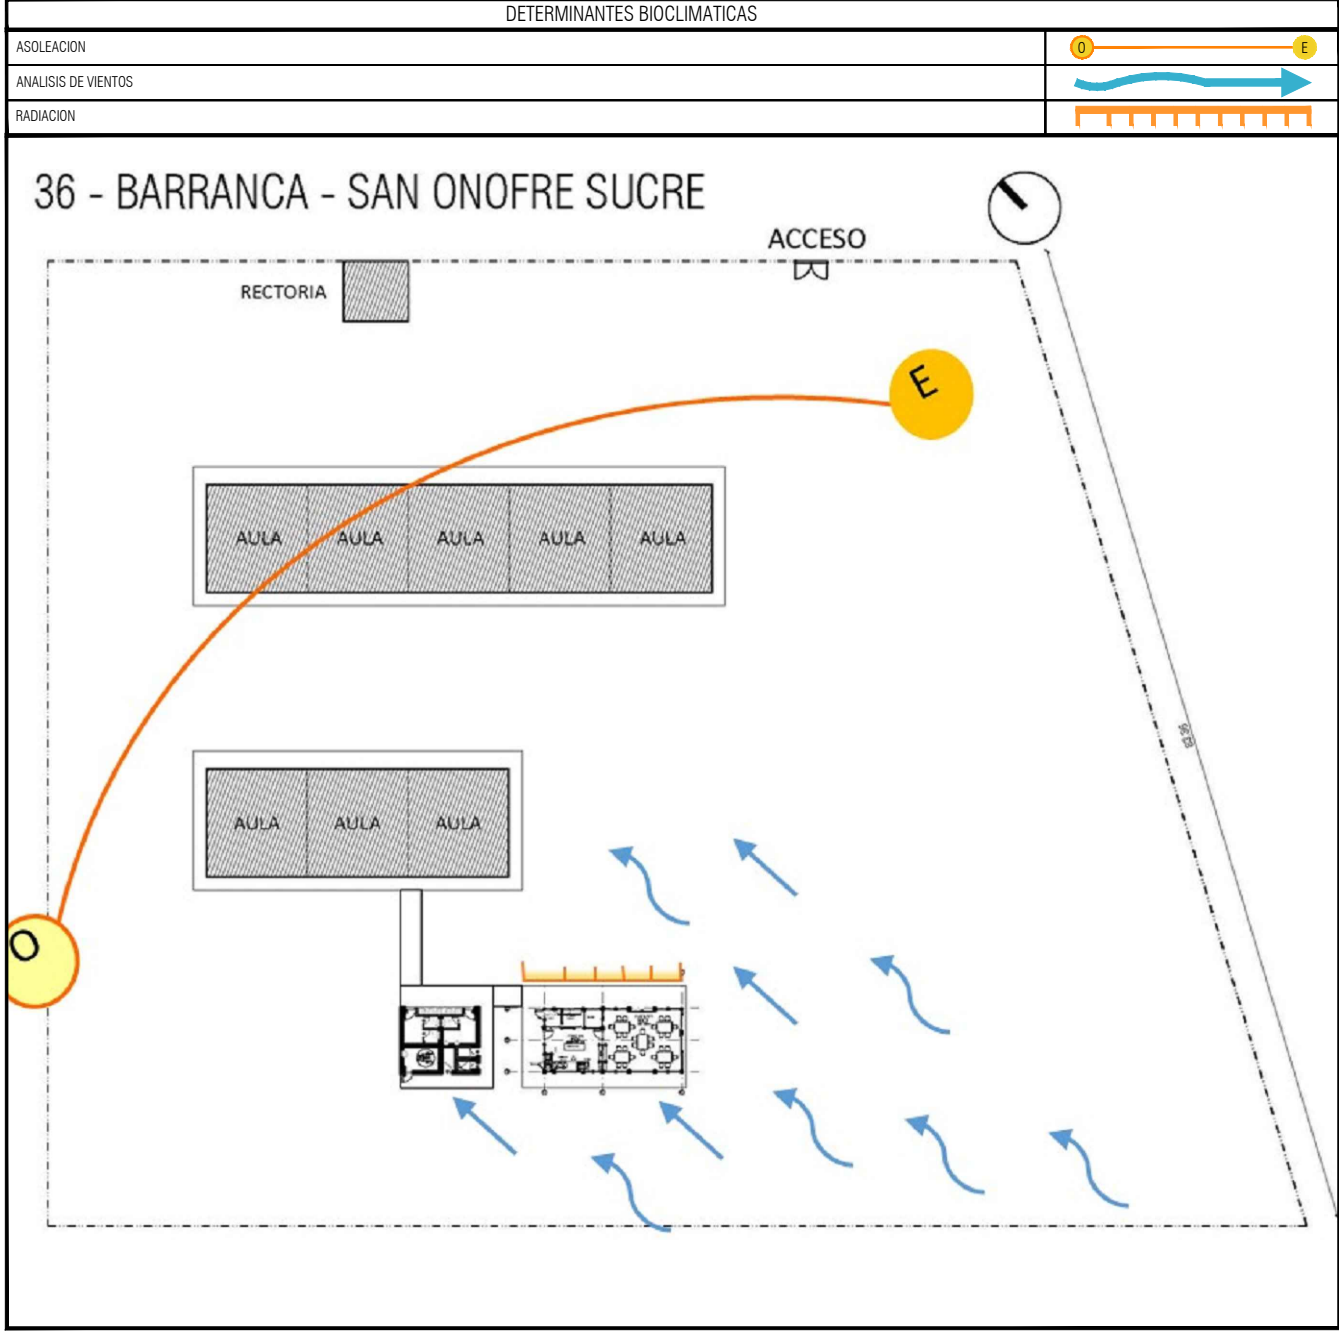 DETERMINANTES BIOCLIMATICAS
ASOLEACION
O E
ANALISIS DE VIENTOS
RADIACION
36 - BARRANCA - SAN ONOFRE SUCRE
ACCESO
RECTORIA
E
AULA AULA AULA AULA AULA
AULA AULA AULA
O